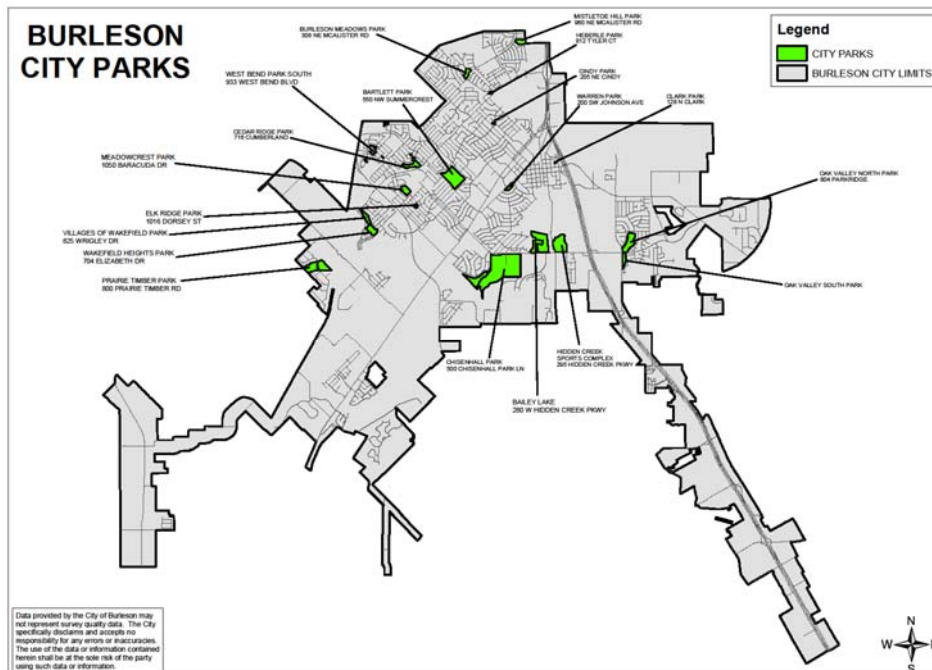 BURLESON
CITY PARKS
Legend
CITY PARKS
BURLESON CITY LIMITS
MISTLETOE HILL PARK
960 NE MCALISTER RD
BURLESON MEADOWS PARK
NE MCALISTER RD
HEBERLE PARK
912 TYLER CT
CINDY PARK
205 NE CINDY
WEST BEND PARK SOUTH
933 WEST BEND BLVD
BARTLETT PARK
550 NW SUMMERCREST
WARREN PARK
200 SW JOHNSON AVE
CLARK PARK
N CLARK
CEDAR RIDGE PARK
716 CUMBERLAND
MEADOWCREST PARK
1050 BARACUDA DR
OAK VALLEY NORTH PARK
604 PARKRIDGE
ELK RIDGE PARK
1016 DORSEY ST
VILLAGES OF WAKEFIELD PARK
625 WRIGLEY DR
WAKEFIELD HEIGHTS PARK
704 ELIZABETH DR
PRAIRIE TIMBER PARK
800 PRAIRIE TIMBER RD
OAK VALLEY SOUTH PARK
CHISENHALL PARK
500 CHISENHALL PARK LN
HIDDEN CREEK
SPORTS COMPLEX
295 HIDDEN CREEK PKWY
BAILEY LAKE
280 W HIDDEN CREEK PKWY
Data provided by the City of Burleson may
not represent survey quality data. The City
specifically disclaims and accepts no
responsibility for any errors or inaccuracies.
The use of the data or information contained
herein shall be at the sole risk of the party
using such data or information.
N
W
E
S